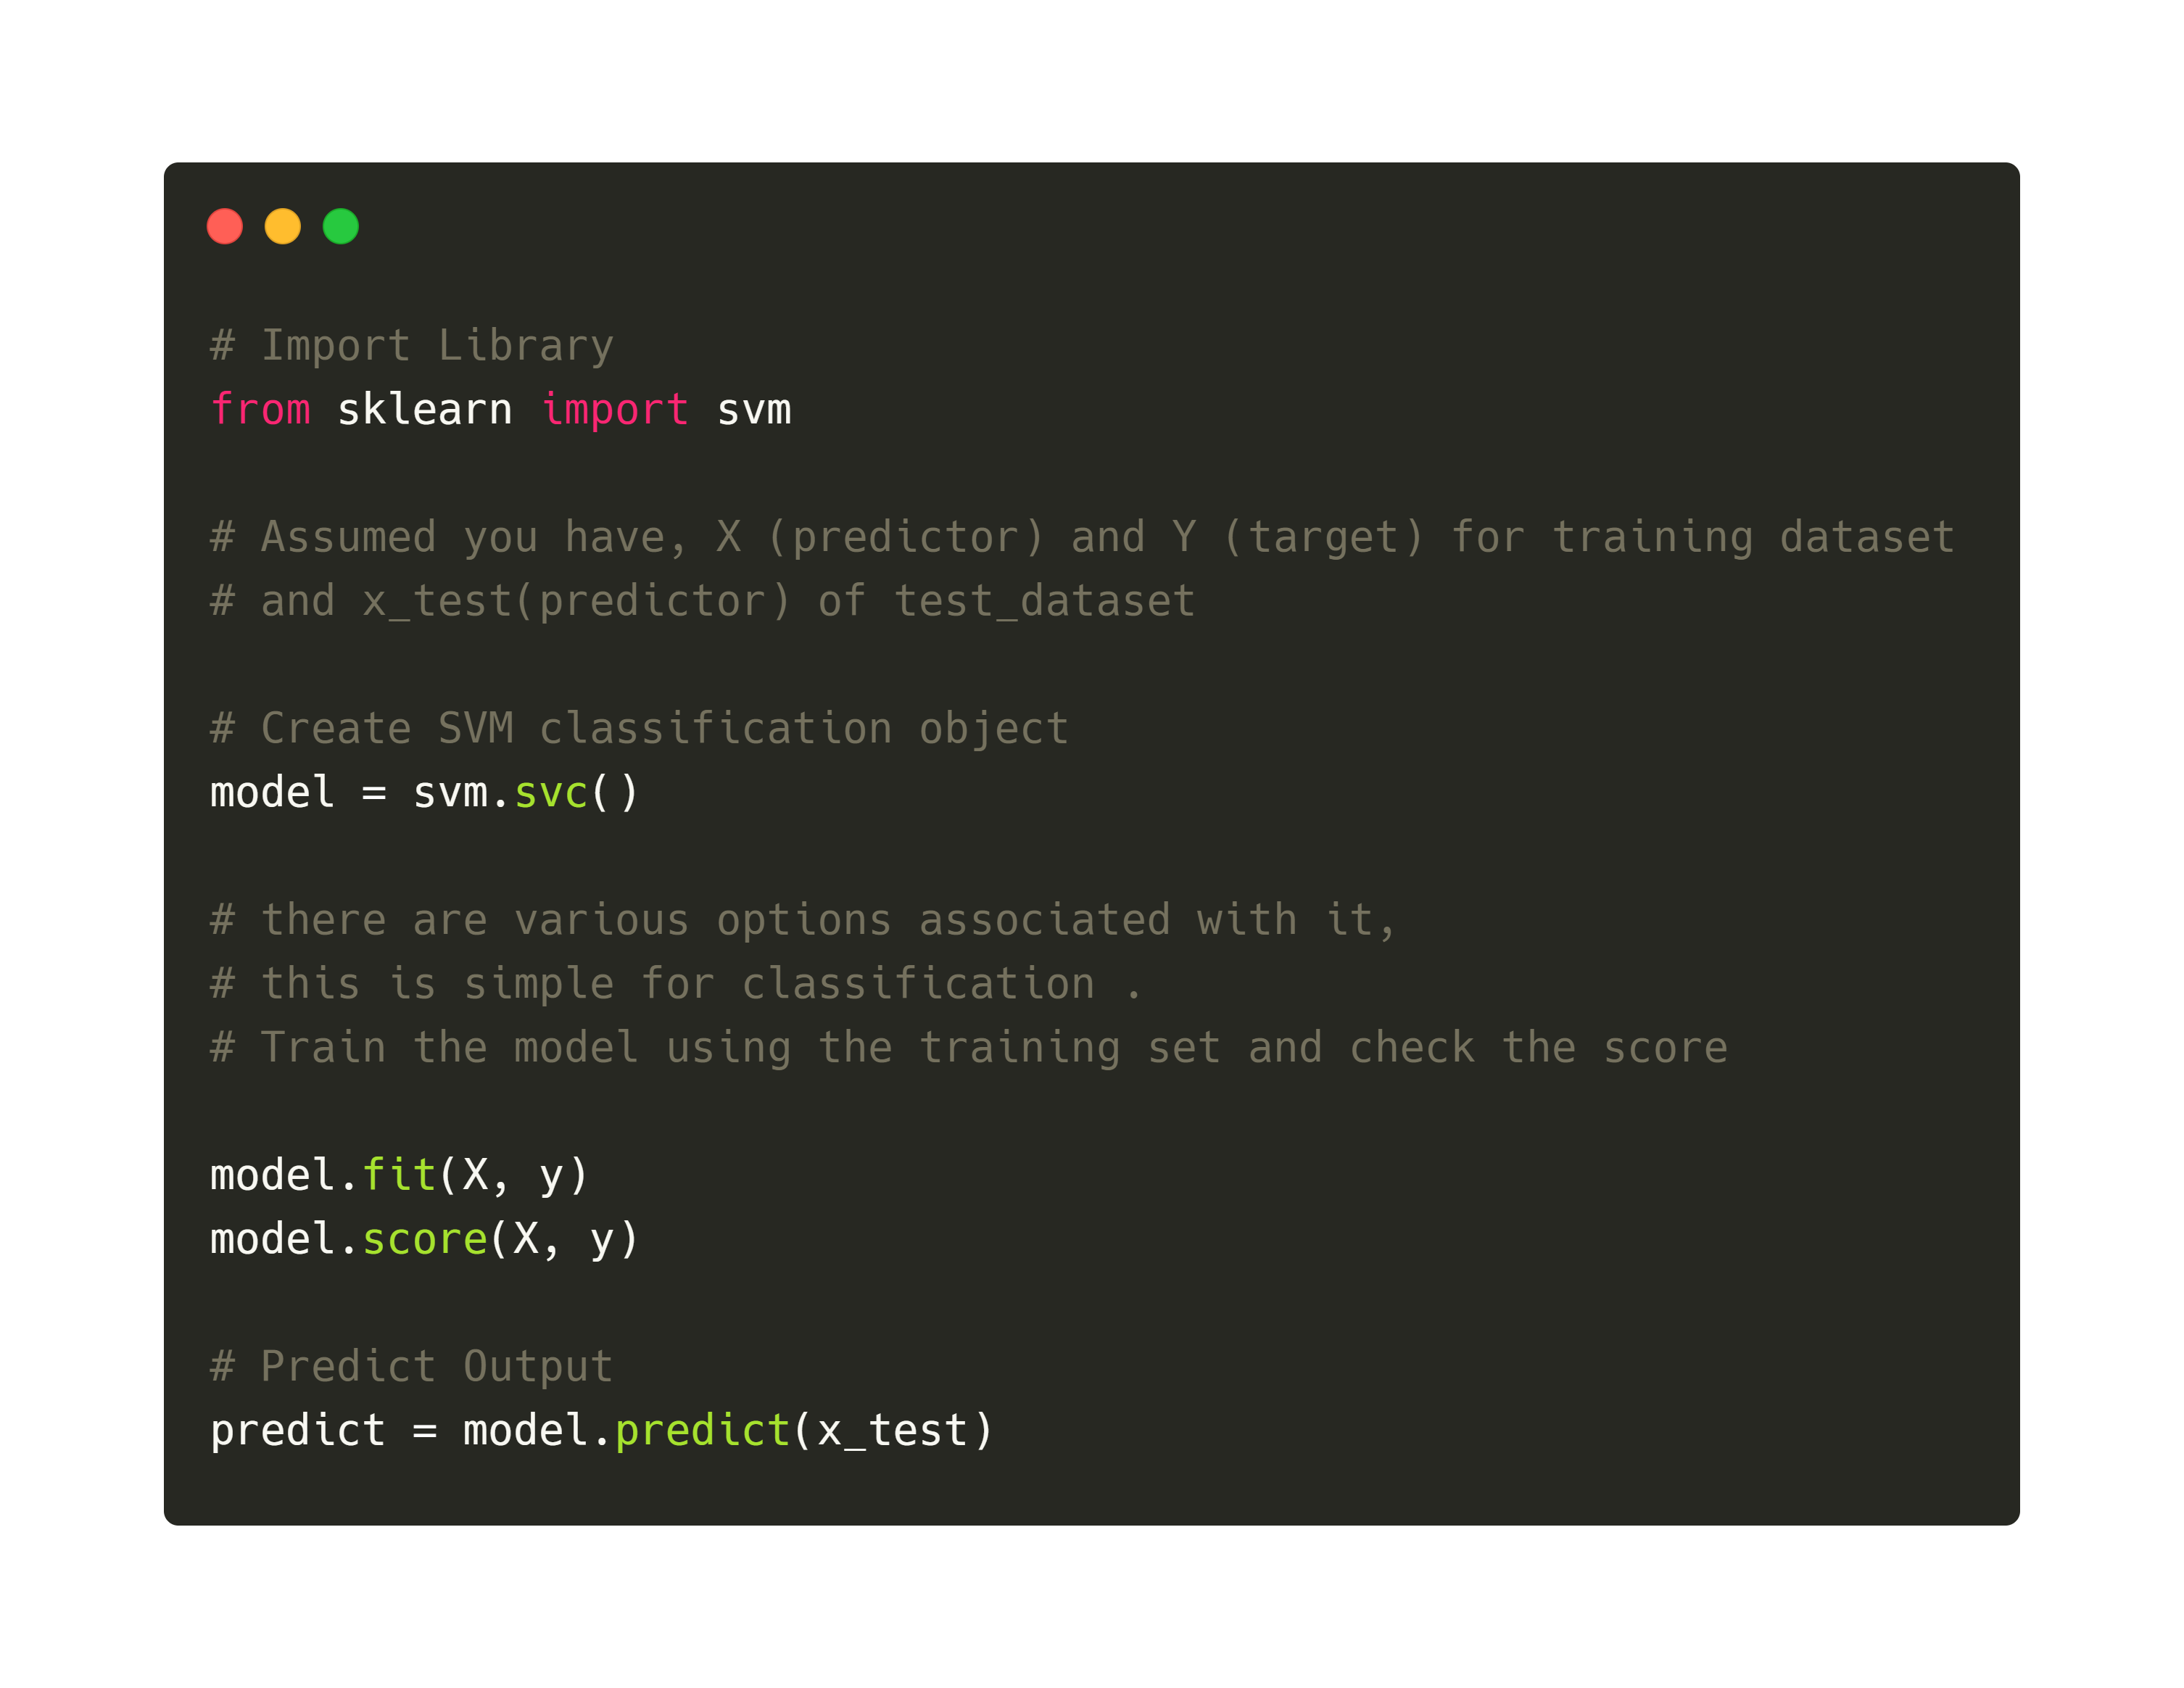 # Import Library
from sklearn import svm
# Assumed you have, X (predictor) and Y (target) for training dataset
# and x_test(predictor) of test_dataset
# Create SVM classification object
model = svm.svc()
# there are various options associated with it,
# this is simple for classification .
# Train the model using the training set and check the score
model.fit(X, y)
model.score(X, y)
# Predict Output
predict = model.predict(x_test)